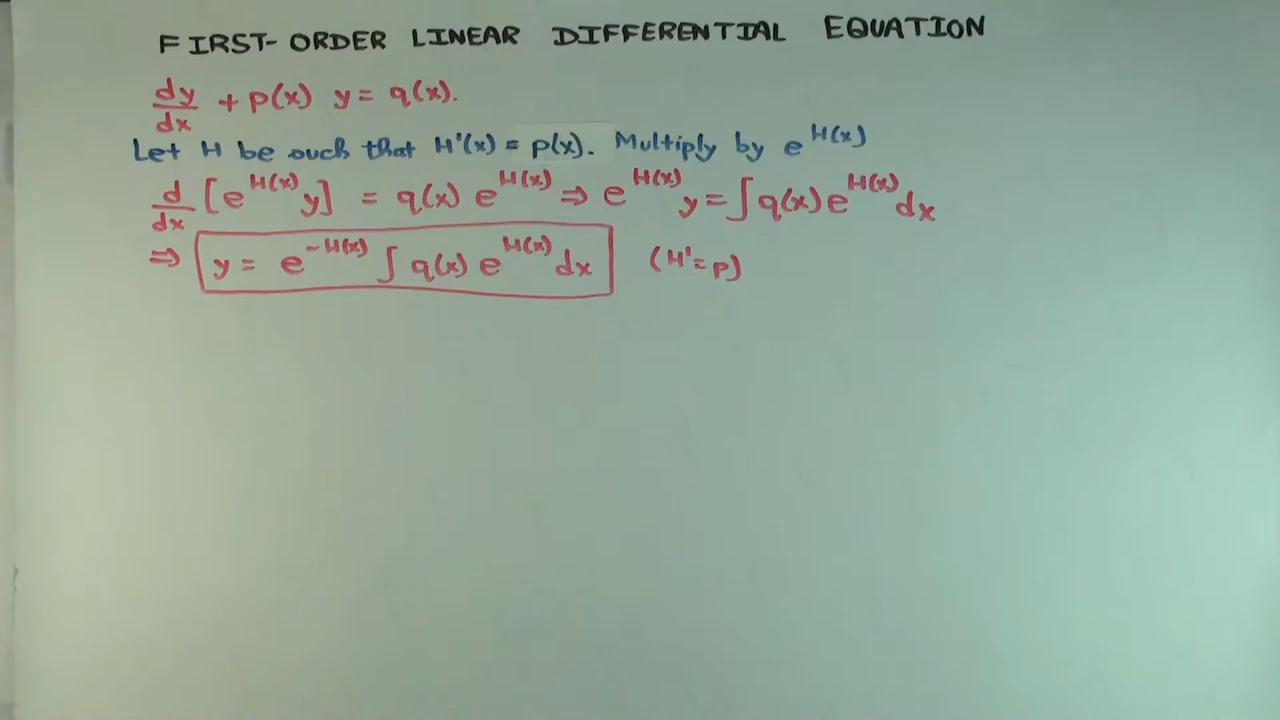 FIRST-ORDER LINEAR DIFFERENTIAL EQUATION
dy/dx + p(x) y = q(x).
Let H be such that H'(x) = p(x). Multiply by e^H(x)
d/dx [e^H(x) y] = q(x) e^H(x) ⇒ e^H(x) y = ∫ q(x) e^H(x) dx
⇒ y = e^-H(x) ∫ q(x) e^H(x) dx (H' = p)